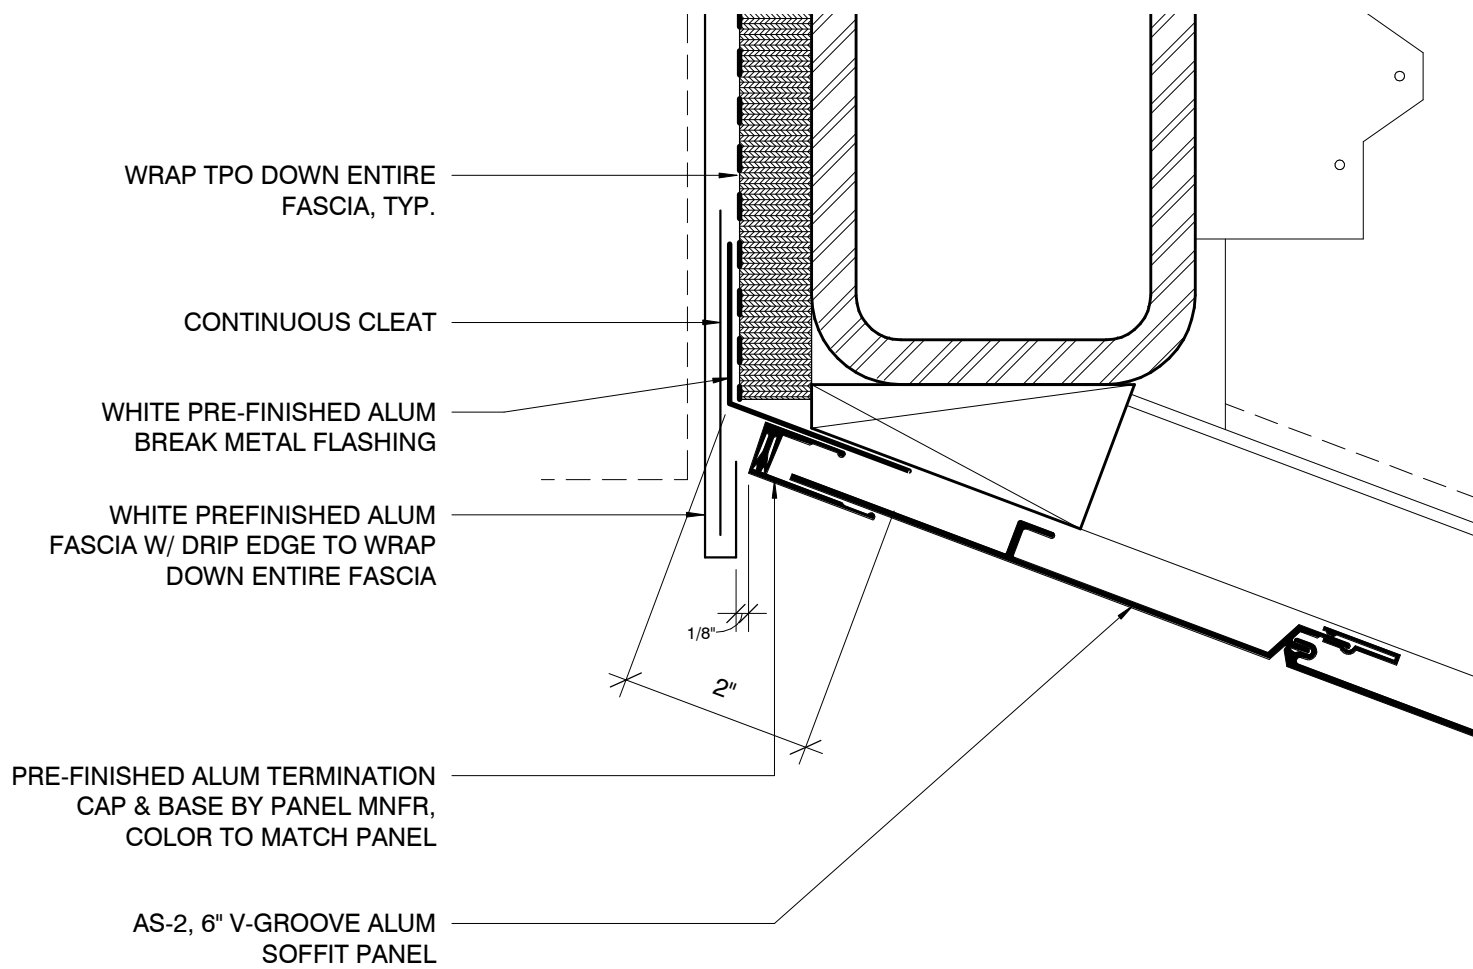 WRAP TPO DOWN ENTIRE
FASCIA, TYP.
CONTINUOUS CLEAT
WHITE PRE-FINISHED ALUM
BREAK METAL FLASHING
WHITE PREFINISHED ALUM
FASCIA W/ DRIP EDGE TO WRAP
DOWN ENTIRE FASCIA
1/8"
2"
PRE-FINISHED ALUM TERMINATION
CAP & BASE BY PANEL MNFR,
COLOR TO MATCH PANEL
AS-2, 6" V-GROOVE ALUM
SOFFIT PANEL